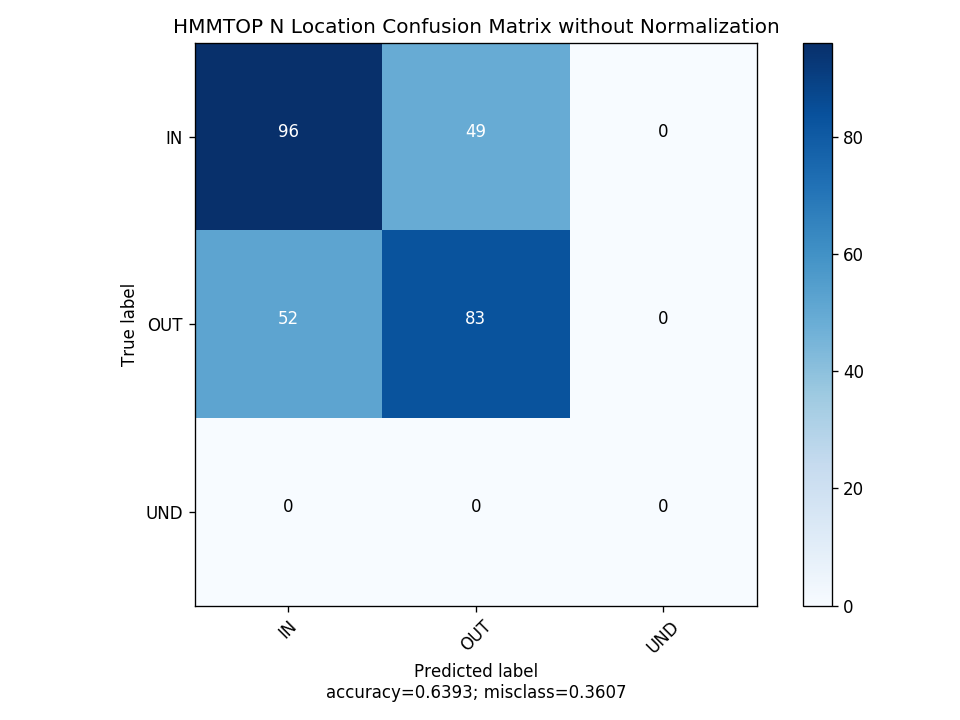 HMMTOP N Location Confusion Matrix without Normalization
IN
96
49
0
80
60
OUT
52
83
0
True label
40
20
UND
0
0
0
0
IN
OUT
UND
Predicted label
accuracy=0.6393; misclass=0.3607